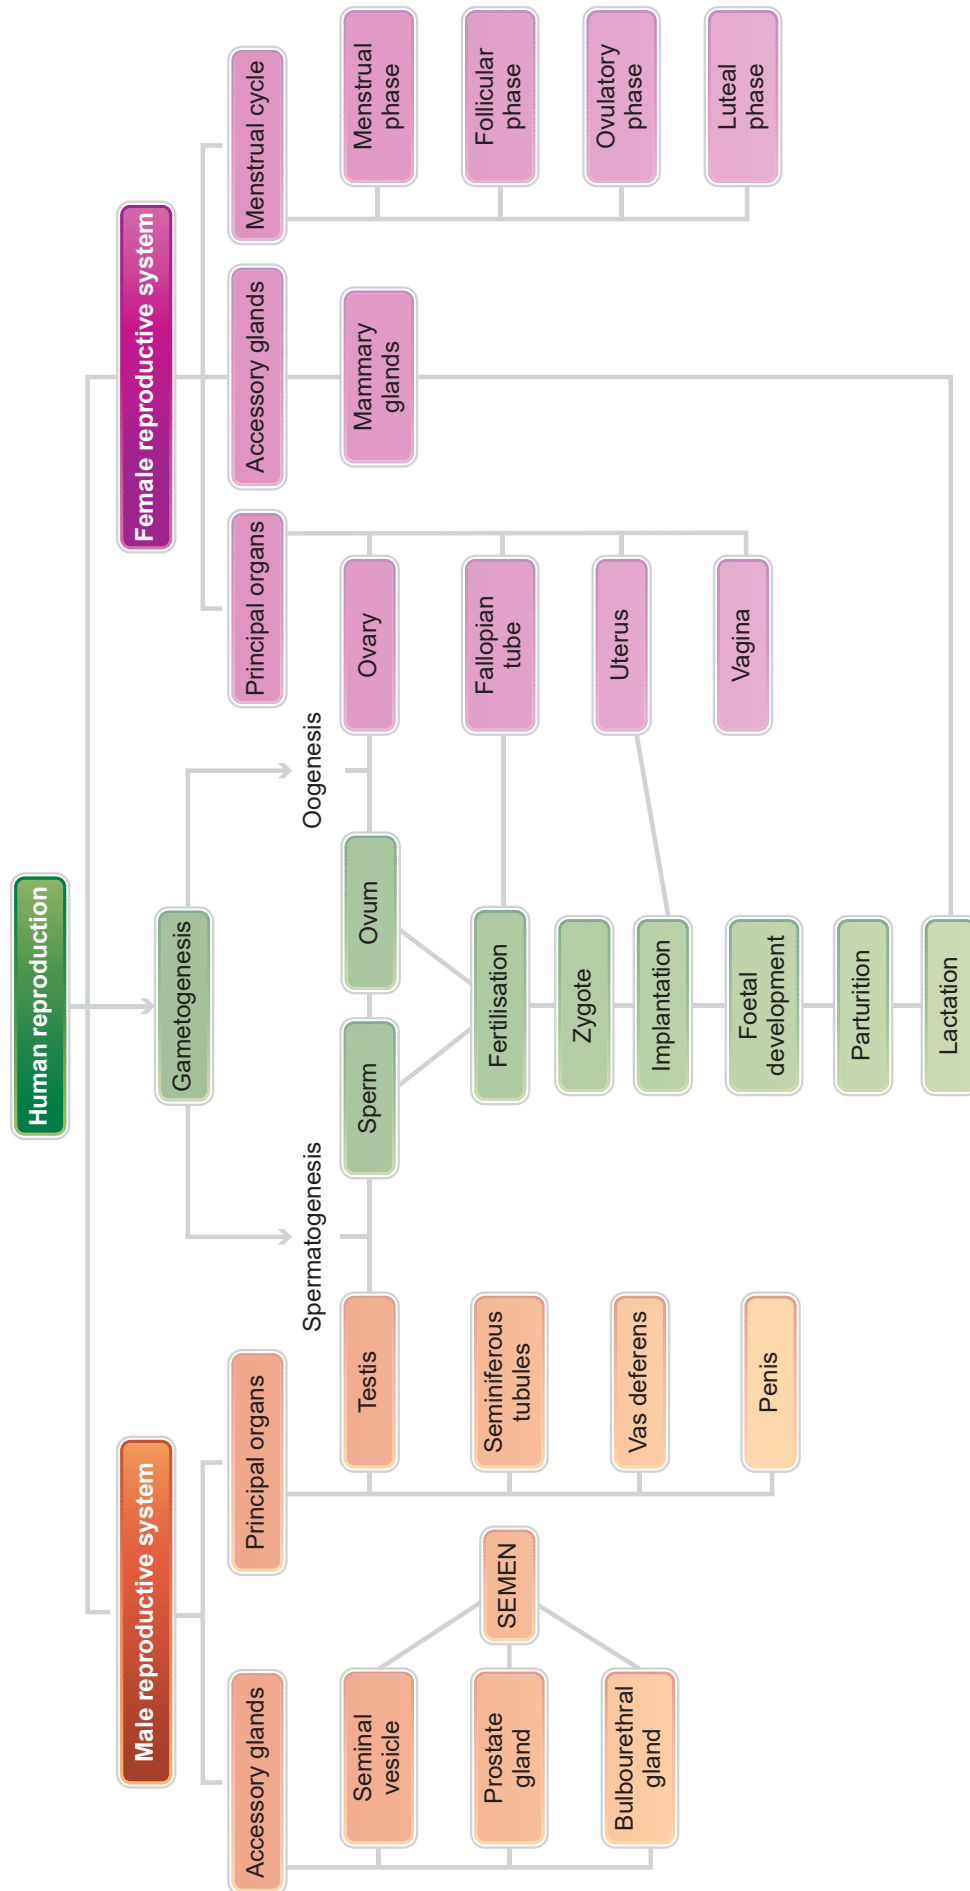 Human reproduction
Male reproductive system
Female reproductive system
Gametogenesis
Accessory glands
Principal organs
Principal organs
Accessory glands
Menstrual cycle
Spermatogenesis
Oogenesis
Seminal
vesicle
Testis
Sperm
Ovum
Ovary
Mammary
glands
Menstrual
phase
Prostate
gland
SEMEN
Seminiferous
tubules
Fertilisation
Fallopian
tube
Follicular
phase
Zygote
Bulbourethral
gland
Vas deferens
Implantation
Uterus
Ovulatory
phase
Penis
Foetal
development
Vagina
Luteal
phase
Parturition
Lactation